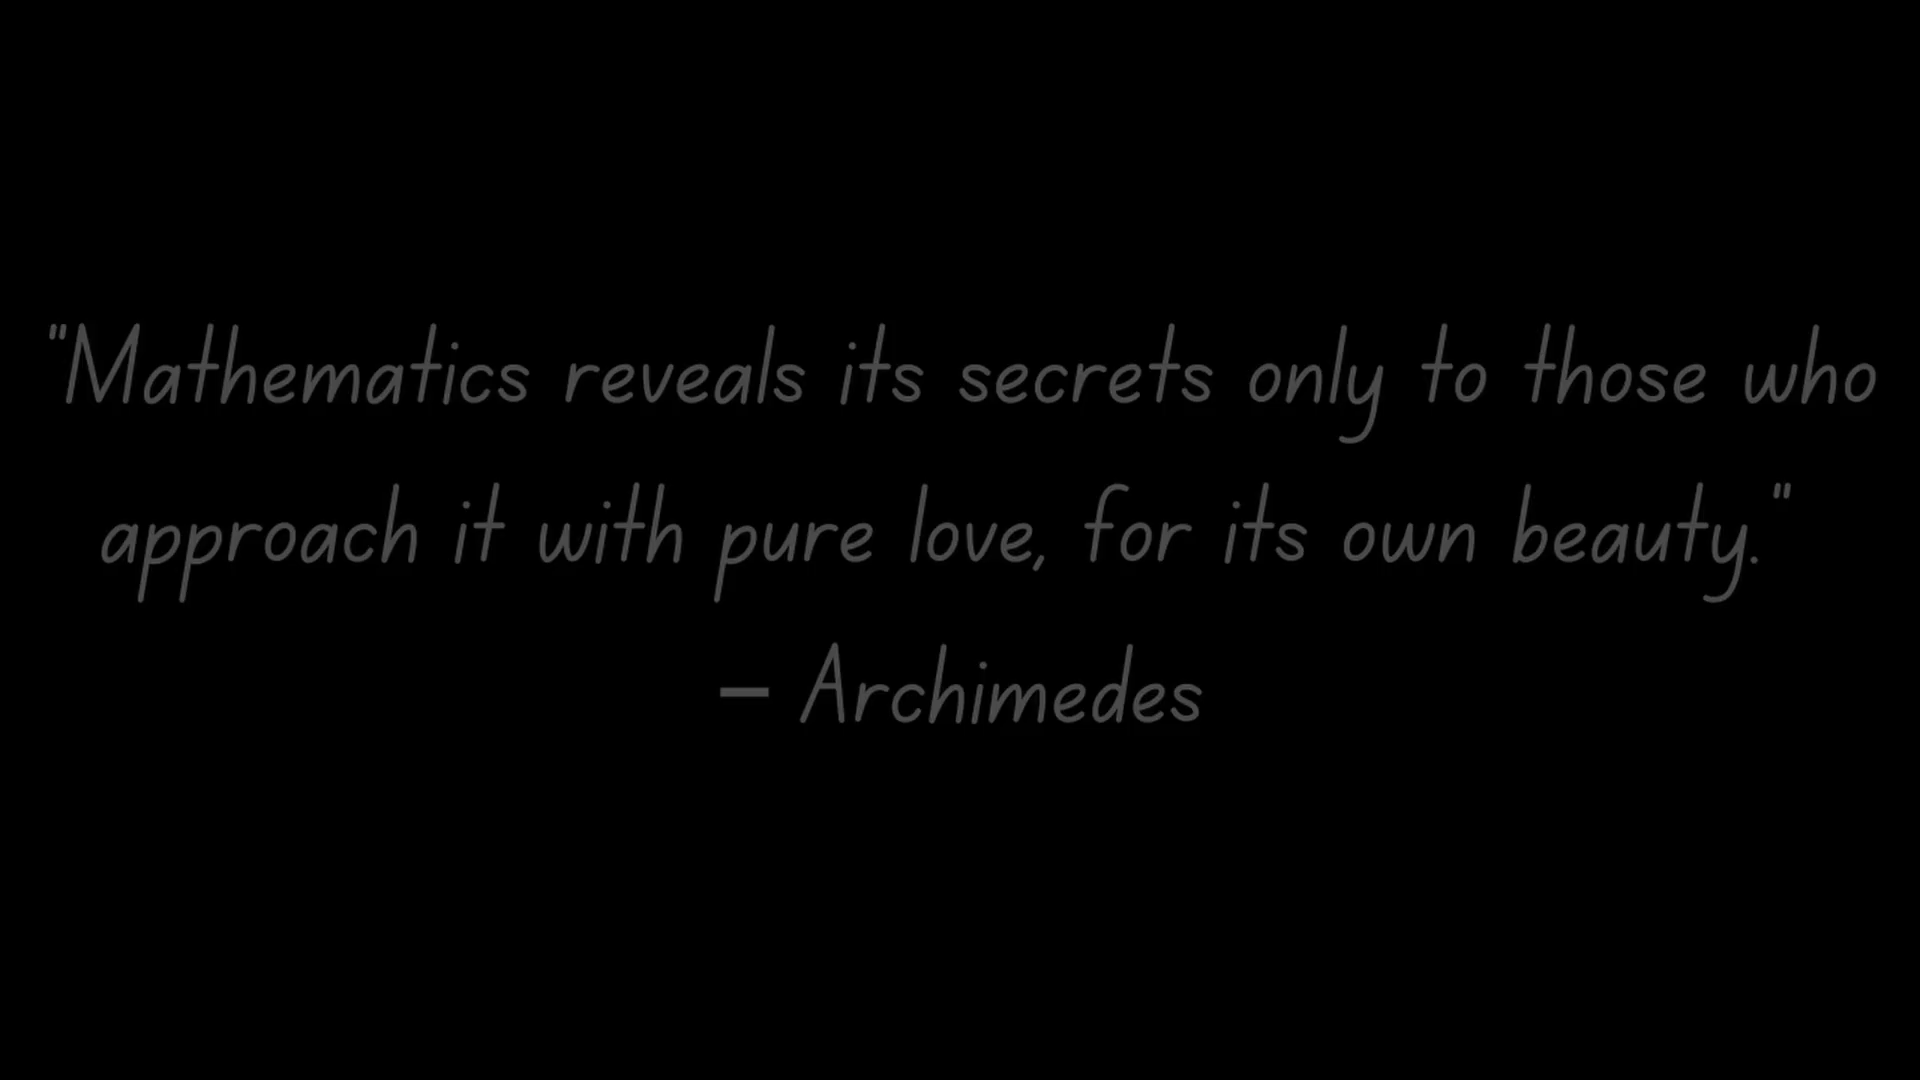 "Mathematics reveals its secrets only to those who
approach it with pure love, for its own beauty."
– Archimedes